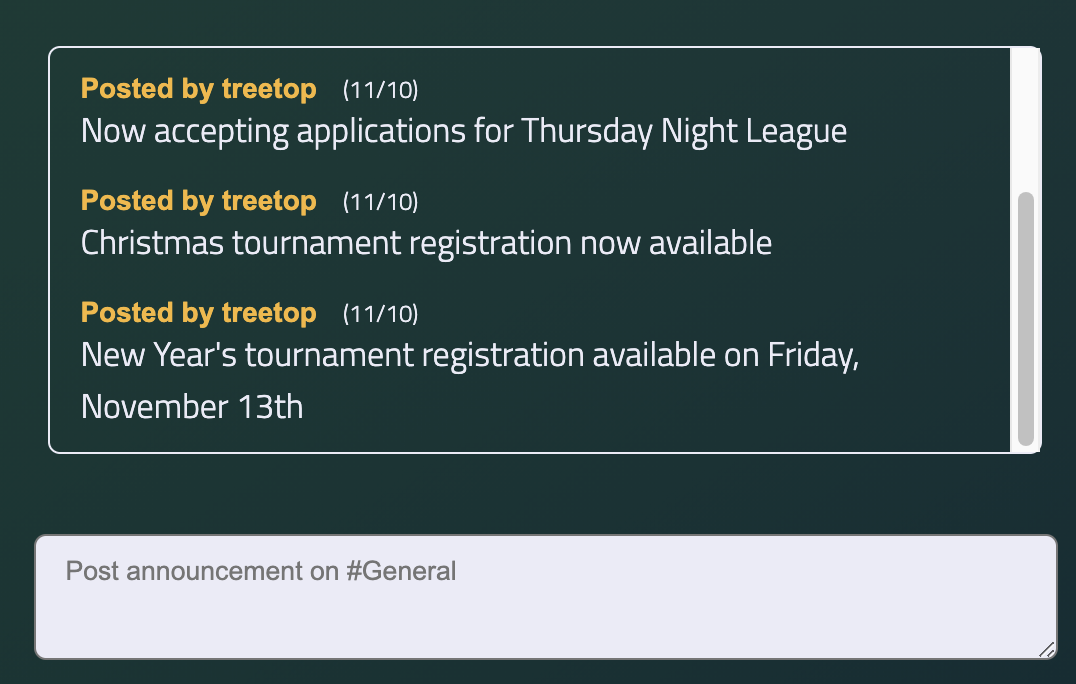 Posted by treetop (11/10)
Now accepting applications for Thursday Night League
Posted by treetop (11/10)
Christmas tournament registration now available
Posted by treetop (11/10)
New Year's tournament registration available on Friday,
November 13th
Post announcement on #General